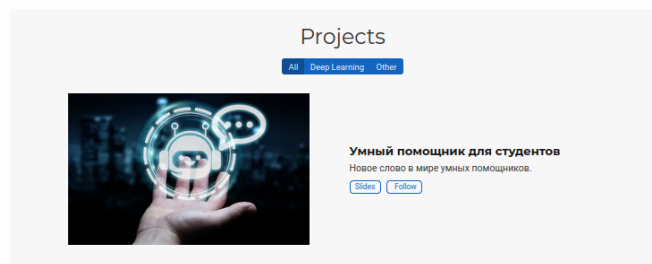 Projects
All Deep Learning Other
Умный помощник для студентов
Новое слово в мире умных помощников.
Slides Follow